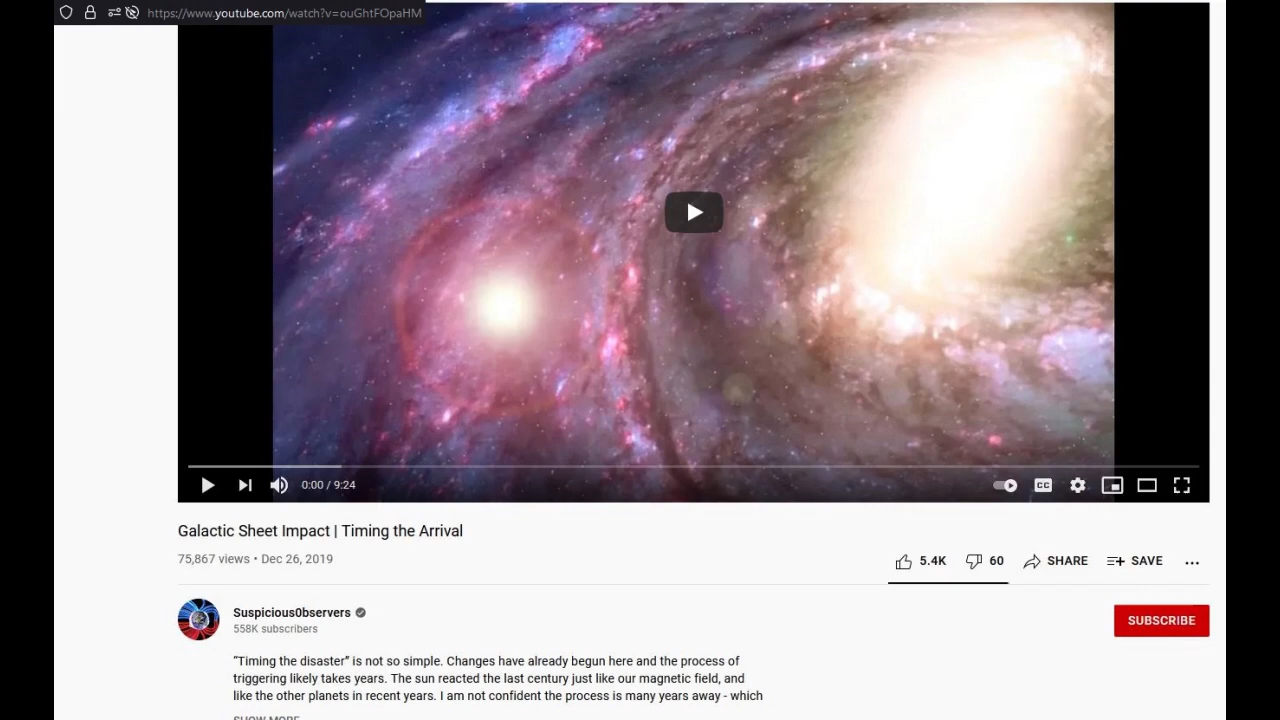 https://www.youtube.com/watch?v=ouGhtFOpaHM
0:00 / 9:24
CC
Galactic Sheet Impact | Timing the Arrival
75,867 views • Dec 26, 2019
5.4K 60 SHARE SAVE
Suspicious0bservers
558K subscribers
SUBSCRIBE
“Timing the disaster” is not so simple. Changes have already begun here and the process of
triggering likely takes years. The sun reacted the last century just like our magnetic field, and
like the other planets in recent years. I am not confident the process is many years away - which
SHOW MORE